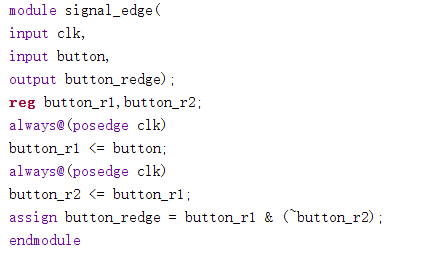 module signal_edge(
input clk,
input button,
output button_redge);
reg button_r1,button_r2;
always@(posedge clk)
button_r1 <= button;
always@(posedge clk)
button_r2 <= button_r1;
assign button_redge = button_r1 & (~button_r2);
endmodule